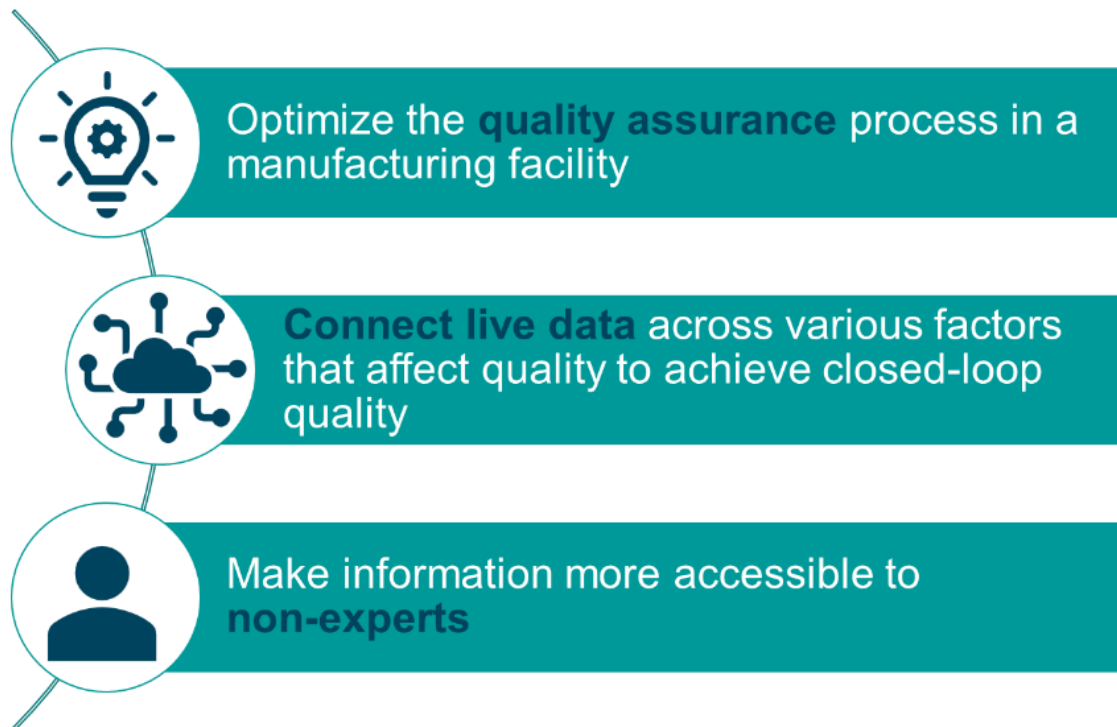 Optimize the quality assurance process in a
manufacturing facility
Connect live data across various factors
that affect quality to achieve closed-loop
quality
Make information more accessible to
non-experts